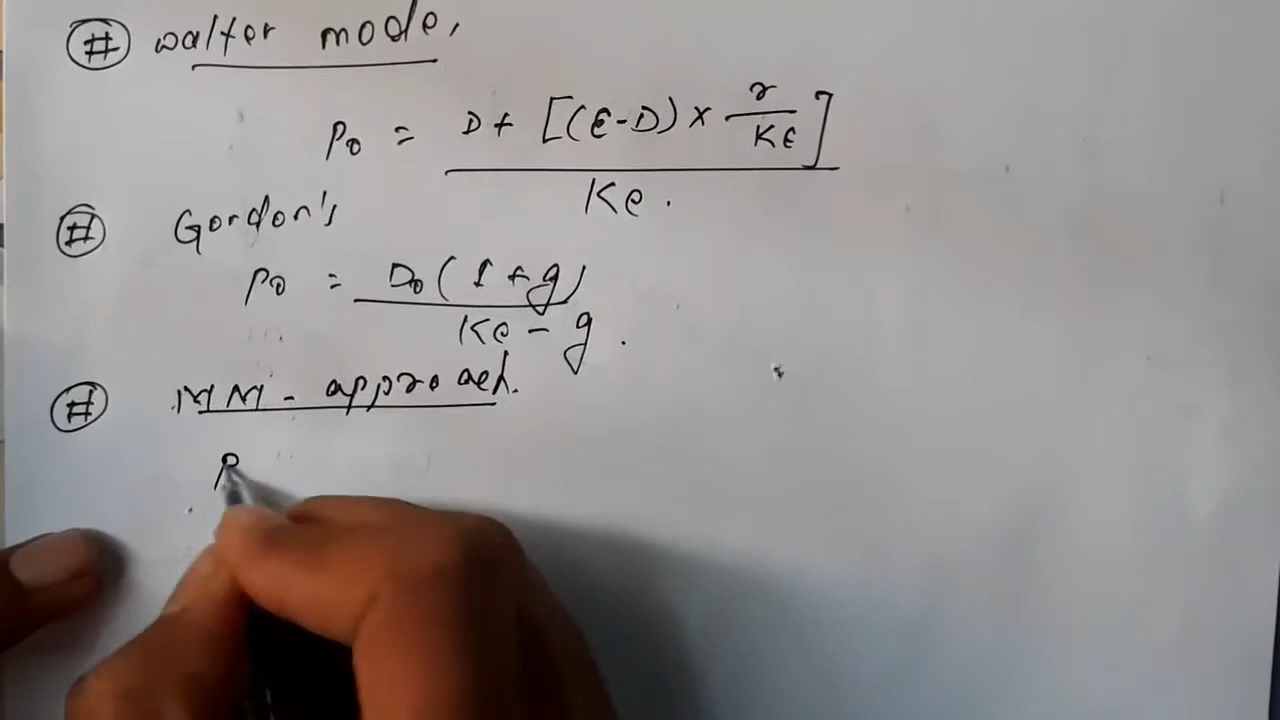 # walter mode,
P0 = D+ [(E-D) × r/KE] / Ke.
# Gordon's
P0 = D0 (1+g) / Ke - g.
# MM - approach.
P